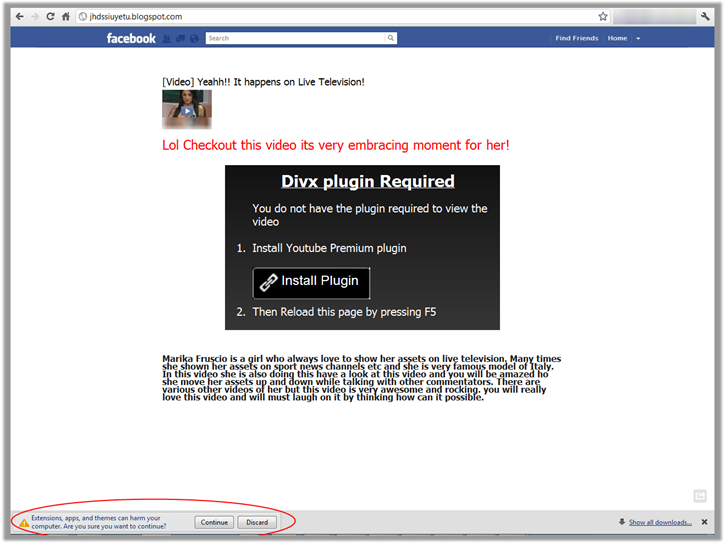 jhdssiuyetu.blogspot.com
facebook Search Find Friends Home
[Video] Yeahh!! It happens on Live Television!
Lol Checkout this video its very embracing moment for her!
Divx plugin Required
You do not have the plugin required to view the
video
1. Install Youtube Premium plugin
Install Plugin
2. Then Reload this page by pressing F5
Marika Fruscio is a girl who always love to show her assets on live television. Many times
she shown her assets on sport news channels etc and she is very famous model of Italy.
In this video she is also doing this have a look at this video and you will be amazed ho
she move her assets up and down while talking with other commentators. There are
various other videos of her but this video is very awesome and rocking. you will really
love this video and will must laugh on it by thinking how can it possible.
Extensions, apps, and themes can harm your
computer. Are you sure you want to continue?
Continue Discard Show all downloads...